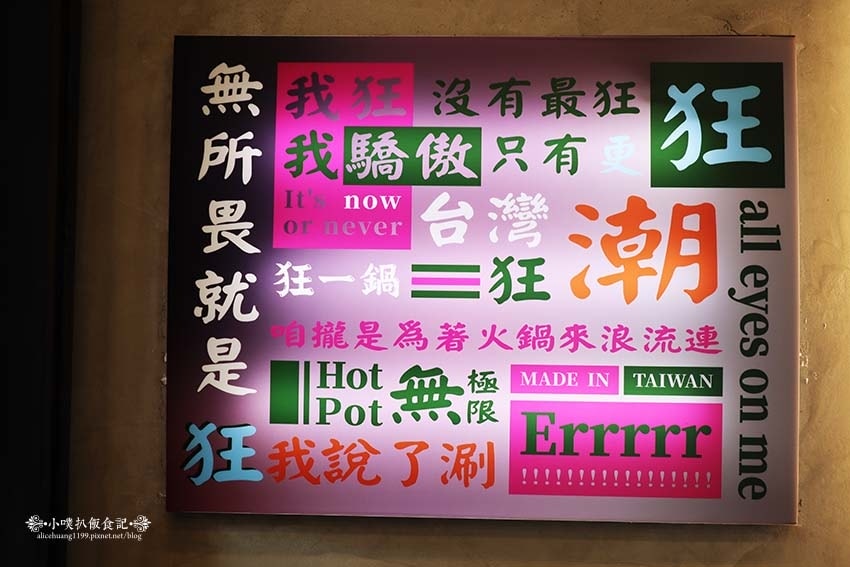 無所畏就是狂
我狂 沒有最狂
我驕傲 只有更狂
It's now
or never
台灣潮
狂一鍋 狂
all eyes on me
咱攏是為著火鍋來浪流連
Hot
Pot
無極限
MADE IN TAIWAN
Errrrr
!!!!!!!!!!!!!!!!!!
我說了涮
小噗扒飯食記
alicehuang1199.pixnet.net/blog